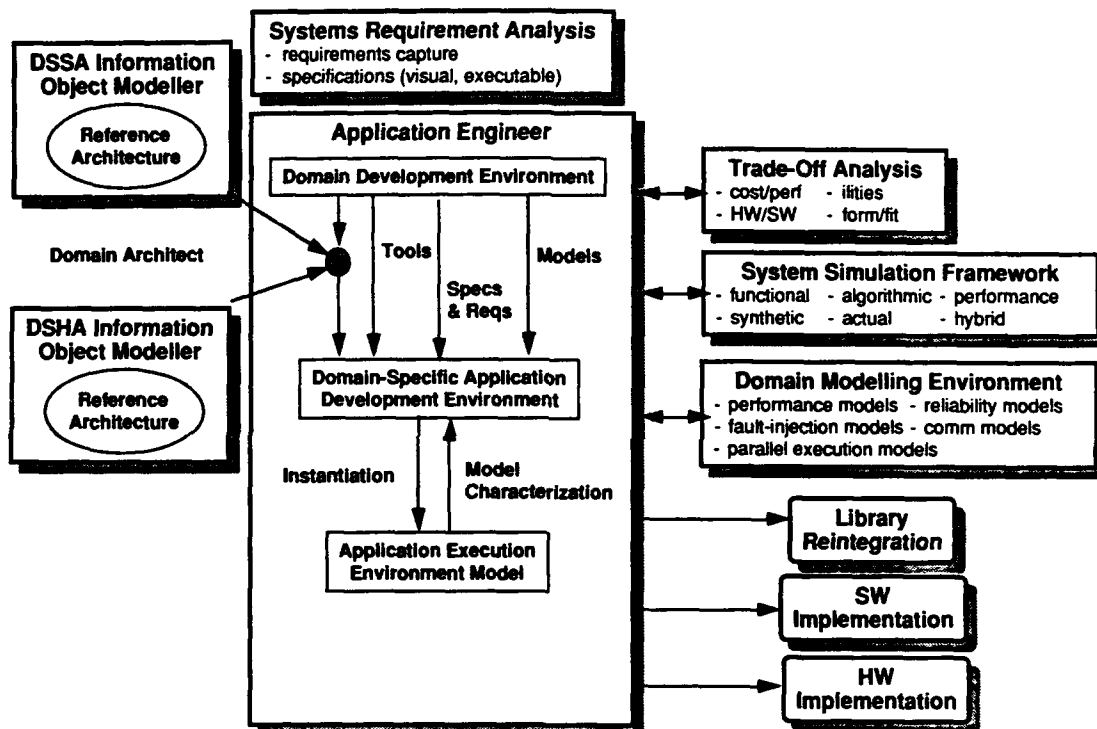 Systems Requirement Analysis
- requirements capture
- specifications (visual, executable)
DSSA Information
Object Modeller
Reference
Architecture
Domain Architect
DSHA Information
Object Modeller
Reference
Architecture
Application Engineer
Domain Development Environment
Tools
Models
Specs
& Reqs
Domain-Specific Application
Development Environment
Instantiation
Model
Characterization
Application Execution
Environment Model
Trade-Off Analysis
- cost/perf - ilities
- HW/SW - form/fit
System Simulation Framework
- functional - algorithmic - performance
- synthetic - actual - hybrid
Domain Modelling Environment
- performance models - reliability models
- fault-injection models - comm models
- parallel execution models
Library
Reintegration
SW
Implementation
HW
Implementation